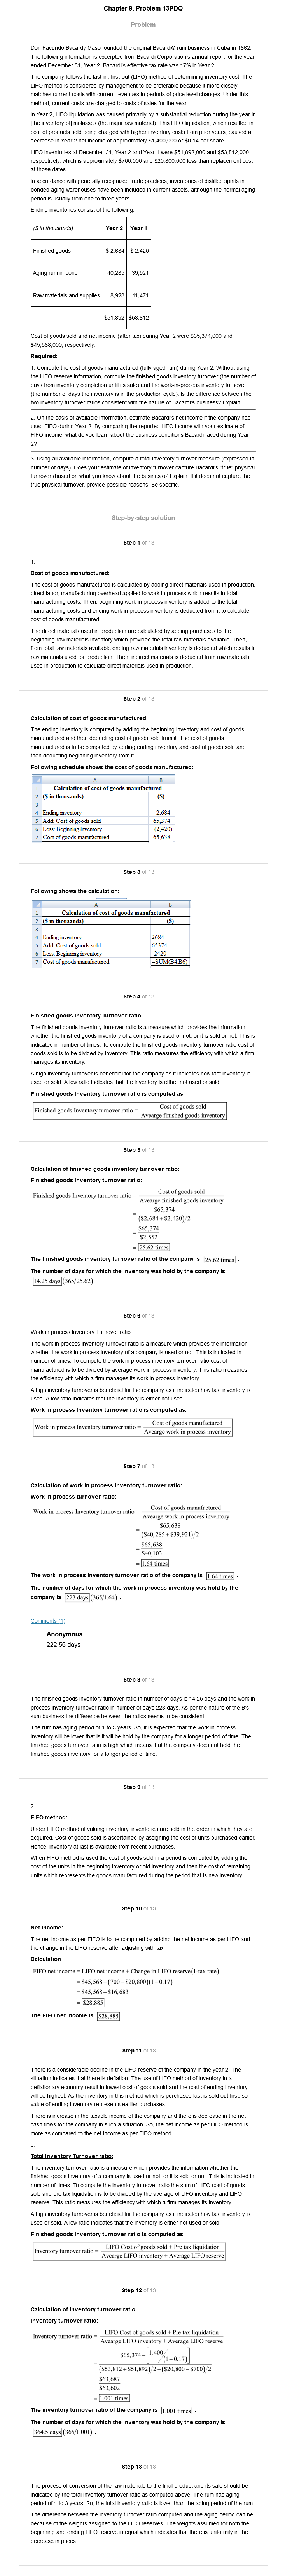 Chapter 9, Problem 13PDQ
Problem
Don Facundo Bacardy Maso founded the original Bacardi® rum business in Cuba in 1862.
The following information is excerpted from Bacardi Corporation's annual report for the year
ended December 31, Year 2. Bacardi's effective tax rate was 17% in Year 2.
The company follows the last-in, first-out (LIFO) method of determining inventory cost. The
LIFO method is considered by management to be preferable because it more closely
matches current costs with current revenues in periods of price level changes. Under this
method, current costs are charged to costs of sales for the year.
In Year 2, LIFO liquidation was caused primarily by a substantial reduction during the year in
[the inventory of] molasses (the major raw material). This LIFO liquidation, which resulted in
cost of products sold being charged with higher inventory costs from prior years, caused a
decrease in Year 2 net income of approximately $1,400,000 or $0.14 per share.
LIFO inventories at December 31, Year 2 and Year 1 were $51,892,000 and $53,812,000
respectively, which is approximately $700,000 and $20,800,000 less than replacement cost
at those dates.
In accordance with generally recognized trade practices, inventories of distilled spirits in
bonded aging warehouses have been included in current assets, although the normal aging
period is usually from one to three years.
Ending inventories consist of the following:
($ in thousands) Year 2 Year 1
Finished goods $ 2,684 $ 2,420
Aging rum in bond 40,285 39,921
Raw materials and supplies 8,923 11,471
$51,892 $53,812
Cost of goods sold and net income (after tax) during Year 2 were $65,374,000 and
$45,568,000, respectively.
Required:
1. Compute the cost of goods manufactured (fully aged rum) during Year 2. Without using
the LIFO reserve information, compute the finished goods inventory turnover (the number of
days from inventory completion until its sale) and the work-in-process inventory turnover
(the number of days the inventory is in the production cycle). Is the difference between the
two inventory turnover ratios consistent with the nature of Bacardi's business? Explain.
2. On the basis of available information, estimate Bacardi's net income if the company had
used FIFO during Year 2. By comparing the reported LIFO income with your estimate of
FIFO income, what do you learn about the business conditions Bacardi faced during Year
2?
3. Using all available information, compute a total inventory turnover measure (expressed in
number of days). Does your estimate of inventory turnover capture Bacardi's "true" physical
turnover (based on what you know about the business)? Explain. If it does not capture the
true physical turnover, provide possible reasons. Be specific.
Step-by-step solution
Step 1 of 13
1.
Cost of goods manufactured:
The cost of goods manufactured is calculated by adding direct materials used in production,
direct labor, manufacturing overhead applied to work in process which results in total
manufacturing costs. Then, beginning work in process inventory is added to the total
manufacturing costs and ending work in process inventory is deducted from it to calculate
cost of goods manufactured.
The direct materials used in production are calculated by adding purchases to the
beginning raw materials inventory which provided the total raw materials available. Then,
from total raw materials available ending raw materials inventory is deducted which results in
raw materials used for production. Then, indirect materials is deducted from raw materials
used in production to calculate direct materials used in production.
Step 2 of 13
Calculation of cost of goods manufactured:
The ending inventory is computed by adding the beginning inventory and cost of goods
manufactured and then deducting cost of goods sold from it. The cost of goods
manufactured is to be computed by adding ending inventory and cost of goods sold and
then deducting beginning inventory from it.
Following schedule shows the cost of goods manufactured:
A B
1 Calculation of cost of goods manufactured
2 ($ in thousands) ($)
3
4 Ending inventory 2,684
5 Add: Cost of goods sold 65,374
6 Less: Beginning inventory (2,420)
7 Cost of goods manufactured 65,638
Step 3 of 13
Following shows the calculation:
A B
1 Calculation of cost of goods manufactured
2 ($ in thousands) ($)
3
4 Ending inventory 2684
5 Add: Cost of goods sold 65374
6 Less: Beginning inventory -2420
7 Cost of goods manufactured =SUM(B4:B6)
Step 4 of 13
Finished goods Inventory Turnover ratio:
The finished goods inventory turnover ratio is a measure which provides the information
whether the finished goods inventory of a company is used or not, or it is sold or not. This is
indicated in number of times. To compute the finished goods inventory turnover ratio cost of
goods sold is to be divided by inventory. This ratio measures the efficiency with which a firm
manages its inventory.
A high inventory turnover is beneficial for the company as it indicates how fast inventory is
used or sold. A low ratio indicates that the inventory is either not used or sold.
Finished goods inventory turnover ratio is computed as:
Finished goods Inventory turnover ratio = Cost of goods sold / Avearge finished goods inventory
Step 5 of 13
Calculation of finished goods inventory turnover ratio:
Finished goods inventory turnover ratio:
Finished goods Inventory turnover ratio = Cost of goods sold / Avearge finished goods inventory
= $65,374 / ($2,684 + $2,420)/2
= $65,374 / $2,552
= 25.62 times
The finished goods inventory turnover ratio of the company is 25.62 times .
The number of days for which the inventory was hold by the company is
14.25 days (365/25.62) .
Step 6 of 13
Work in process Inventory Turnover ratio:
The work in process inventory turnover ratio is a measure which provides the information
whether the work in process inventory of a company is used or not. This is indicated in
number of times. To compute the work in process inventory turnover ratio cost of
manufactured to be divided by average work in process inventory. This ratio measures
the efficiency with which a firm manages its work in process inventory.
A high inventory turnover is beneficial for the company as it indicates how fast inventory is
used. A low ratio indicates that the inventory is either not used.
Work in process inventory turnover ratio is computed as:
Work in process Inventory turnover ratio = Cost of goods manufactured / Avearge work in process inventory
Step 7 of 13
Calculation of work in process inventory turnover ratio:
Work in process turnover ratio:
Work in process Inventory turnover ratio = Cost of goods manufactured / Avearge work in process inventory
= $65,638 / ($40,285 + $39,921)/2
= $65,638 / $40,103
= 1.64 times
The work in process inventory turnover ratio of the company is 1.64 times .
The number of days for which the work in process inventory was hold by the
company is 223 days (365/1.64) .
Comments (1)
Anonymous
222.56 days
Step 8 of 13
The finished goods inventory turnover ratio in number of days is 14.25 days and the work in
process inventory turnover ratio in number of days 223 days. As per the nature of the B's
rum business the difference between the ratios seems to be consistent.
The rum has aging period of 1 to 3 years. So, it is expected that the work in process
inventory will be lower that is it will be hold by the company for a longer period of time. The
finished goods turnover ratio is high which means that the company does not hold the
finished goods inventory for a longer period of time.
Step 9 of 13
2.
FIFO method:
Under FIFO method of valuing inventory, inventories are sold in the order in which they are
acquired. Cost of goods sold is ascertained by assigning the cost of units purchased earlier.
Hence, inventory at last is available from recent purchases.
When FIFO method is used the cost of goods sold in a period is computed by adding the
cost of the units in the beginning inventory or old inventory and then the cost of remaining
units which represents the goods manufactured during the period that is new inventory.
Step 10 of 13
Net income:
The net income as per FIFO is to be computed by adding the net income as per LIFO and
the change in the LIFO reserve after adjusting with tax.
Calculation
FIFO net income = LIFO net income + Change in LIFO reserve(1-tax rate)
= $45,568 + (700 − $20,800)(1 − 0.17)
= $45,568 − $16,683
= $28,885
The FIFO net income is $28,885 .
Step 11 of 13
There is a considerable decline in the LIFO reserve of the company in the year 2. The
situation indicates that there is deflation. The use of LIFO method of inventory in a
deflationary economy result in lowest cost of goods sold and the cost of ending inventory
will be highest. As the inventory in this method which is purchased last is sold out first, so
value of ending inventory represents earlier purchases.
There is increase in the taxable income of the company and there is decrease in the net
cash flows for the company in such a situation. So, the net income as per LIFO method is
more as compared to the net income as per FIFO method.
c.
Total Inventory Turnover ratio:
The inventory turnover ratio is a measure which provides the information whether the
finished goods inventory of a company is used or not, or it is sold or not. This is indicated in
number of times. To compute the inventory turnover ratio the sum of LIFO cost of goods
sold and pre tax liquidation is to be divided by the average of LIFO inventory and LIFO
reserve. This ratio measures the efficiency with which a firm manages its inventory.
A high inventory turnover is beneficial for the company as it indicates how fast inventory is
used or sold. A low ratio indicates that the inventory is either not used or sold.
Finished goods inventory turnover ratio is computed as:
Inventory turnover ratio = LIFO Cost of goods sold + Pre tax liquidation / Avearge LIFO inventory + Average LIFO reserve
Step 12 of 13
Calculation of inventory turnover ratio:
Inventory turnover ratio:
Inventory turnover ratio = LIFO Cost of goods sold + Pre tax liquidation / Avearge LIFO inventory + Average LIFO reserve
= $65,374 − [1,400/(1 − 0.17)] / ($53,812 + $51,892)/2 + ($20,800 − $700)/2
= $63,687 / $63,602
= 1.001 times
The inventory turnover ratio of the company is 1.001 times .
The number of days for which the inventory was hold by the company is
364.5 days (365/1.001) .
Step 13 of 13
The process of conversion of the raw materials to the final product and its sale should be
indicated by the total inventory turnover ratio as computed above. The rum has aging
period of 1 to 3 years. So, the total inventory ratio is lower than the aging period of the rum.
The difference between the inventory turnover ratio computed and the aging period can be
because of the weights assigned to the LIFO reserves. The weights assumed for both the
beginning and ending LIFO reserve is equal which indicates that there is uniformity in the
decrease in prices.